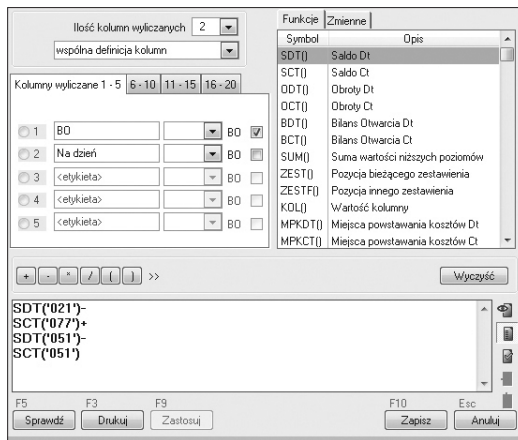 Ilość kolumn wyliczanych 2
wspólna definicja kolumn
Kolumny wyliczane 1 - 5 6 - 10 11 - 15 16 - 20
1 BO BO
2 Na dzień BO
3 <etykieta> BO
4 <etykieta> BO
5 <etykieta> BO
Funkcje Zmienne
Symbol Opis
SDT() Saldo Dt
SCT() Saldo Ct
ODT() Obroty Dt
OCT() Obroty Ct
BDT() Bilans Otwarcia Dt
BCT() Bilans Otwarcia Ct
SUM() Suma wartości niższych poziomów
ZEST() Pozycja bieżącego zestawienia
ZESTF() Pozycja innego zestawienia
KOL() Wartość kolumny
MPKDT() Miejsca powstawania kosztów Dt
MPKCT() Miejsca powstawania kosztów Ct
+ - * / ( ) >> Wyczyść
SDT('021')-
SCT('077')+
SDT('051')-
SCT('051')
F5 F3 F9 F10 Esc
Sprawdź Drukuj Zastosuj Zapisz Anuluj